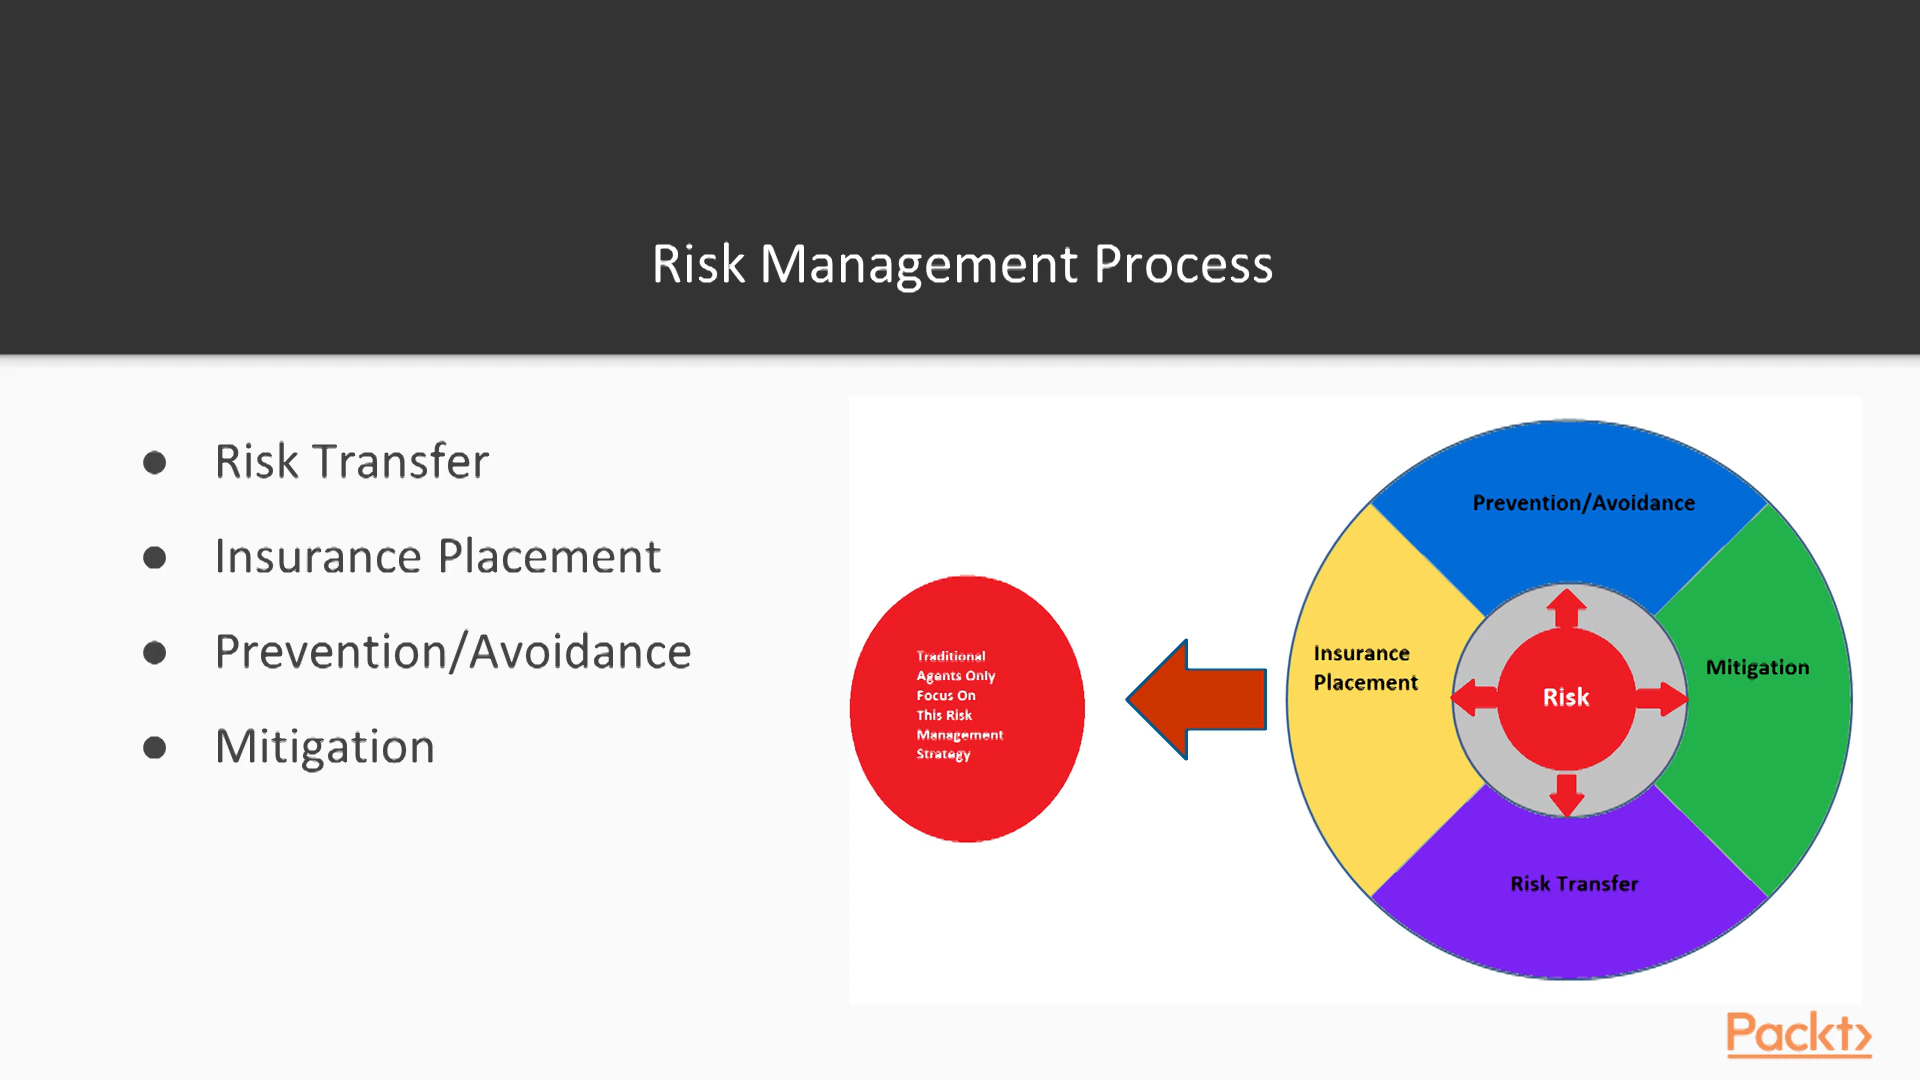 Risk Management Process
● Risk Transfer
● Insurance Placement
● Prevention/Avoidance
● Mitigation
Traditional
Agents Only
Focus On
This Risk
Management
Strategy
Prevention/Avoidance
Insurance
Placement
Risk
Mitigation
Risk Transfer
Packt>